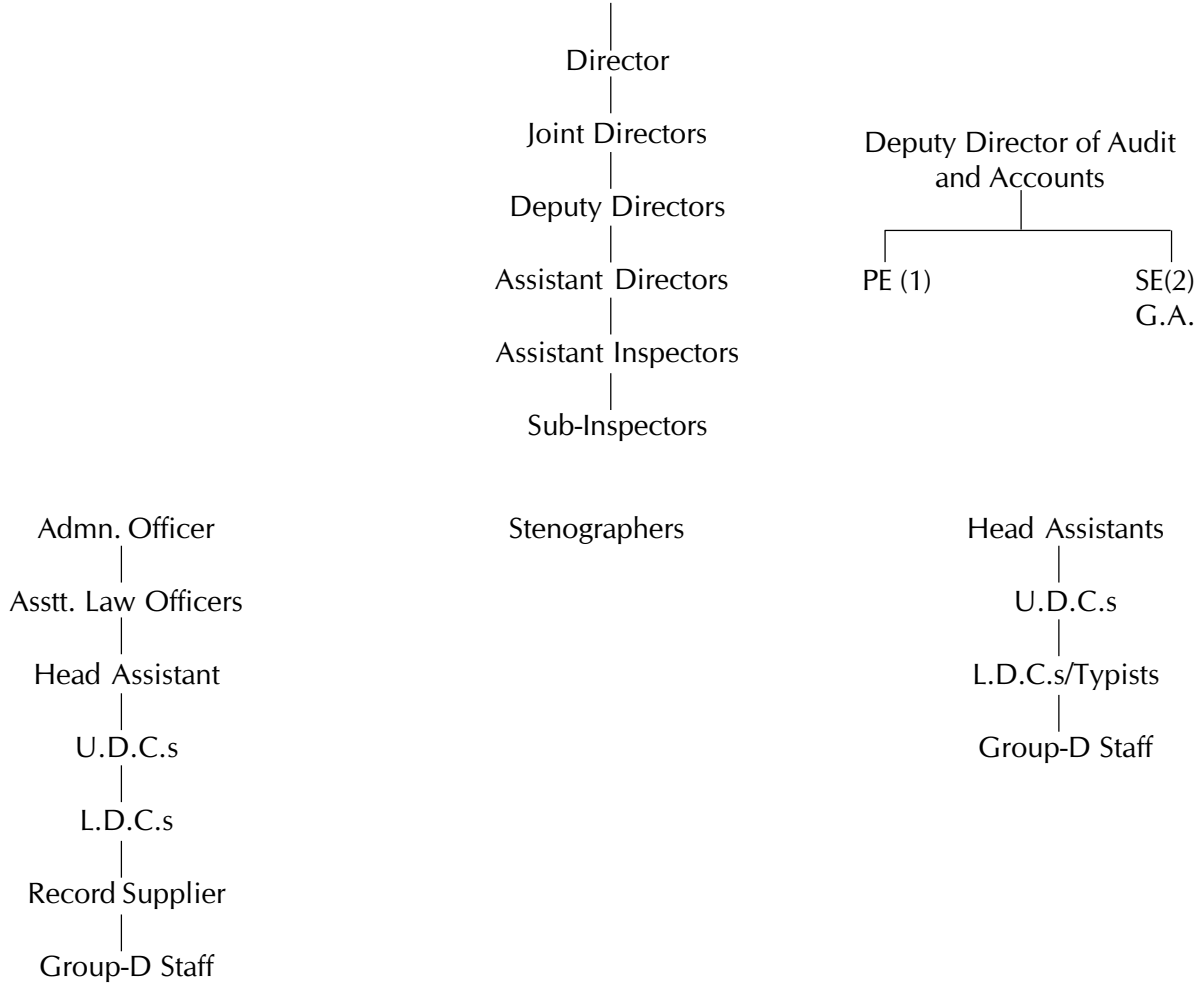 Director
Joint Directors
Deputy Directors
Assistant Directors
Assistant Inspectors
Sub-Inspectors
Deputy Director of Audit
and Accounts
PE (1)
SE(2)
G.A.
Admn. Officer
Asstt. Law Officers
Head Assistant
U.D.C.s
L.D.C.s
Record Supplier
Group-D Staff
Stenographers
Head Assistants
U.D.C.s
L.D.C.s/Typists
Group-D Staff